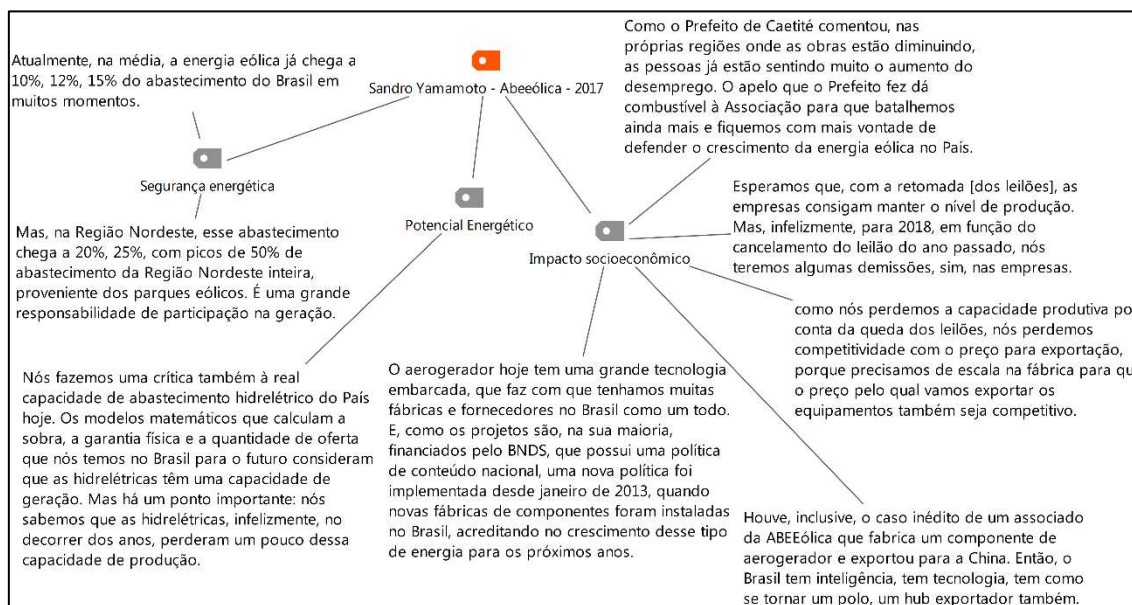 Atualmente, na média, a energia eólica já chega a
10%, 12%, 15% do abastecimento do Brasil em
muitos momentos.
Sandro Yamamoto - Abeeólica - 2017
Como o Prefeito de Caetité comentou, nas
próprias regiões onde as obras estão diminuindo,
as pessoas já estão sentindo muito o aumento do
desemprego. O apelo que o Prefeito fez dá
combustível à Associação para que batalhemos
ainda mais e fiquemos com mais vontade de
defender o crescimento da energia eólica no País.
Segurança energética
Potencial Energético
Impacto socioeconômico
Esperamos que, com a retomada [dos leilões], as
empresas consigam manter o nível de produção.
Mas, infelizmente, para 2018, em função do
cancelamento do leilão do ano passado, nós
teremos algumas demissões, sim, nas empresas.
Mas, na Região Nordeste, esse abastecimento
chega a 20%, 25%, com picos de 50% de
abastecimento da Região Nordeste inteira,
proveniente dos parques eólicos. É uma grande
responsabilidade de participação na geração.
como nós perdemos a capacidade produtiva po
conta da queda dos leilões, nós perdemos
competitividade com o preço para exportação,
porque precisamos de escala na fábrica para qu
o preço pelo qual vamos exportar os
equipamentos também seja competitivo.
Nós fazemos uma crítica também à real
capacidade de abastecimento hidrelétrico do País
hoje. Os modelos matemáticos que calculam a
sobra, a garantia física e a quantidade de oferta
que nós temos no Brasil para o futuro consideram
que as hidrelétricas têm uma capacidade de
geração. Mas há um ponto importante: nós
sabemos que as hidrelétricas, infelizmente, no
decorrer dos anos, perderam um pouco dessa
capacidade de produção.
O aerogerador hoje tem uma grande tecnologia
embarcada, que faz com que tenhamos muitas
fábricas e fornecedores no Brasil como um todo.
E, como os projetos são, na sua maioria,
financiados pelo BNDS, que possui uma política
de conteúdo nacional, uma nova política foi
implementada desde janeiro de 2013, quando
novas fábricas de componentes foram instaladas
no Brasil, acreditando no crescimento desse tipo
de energia para os próximos anos.
Houve, inclusive, o caso inédito de um associado
da ABEEólica que fabrica um componente de
aerogerador e exportou para a China. Então, o
Brasil tem inteligência, tem tecnologia, tem como
se tornar um polo, um hub exportador também.